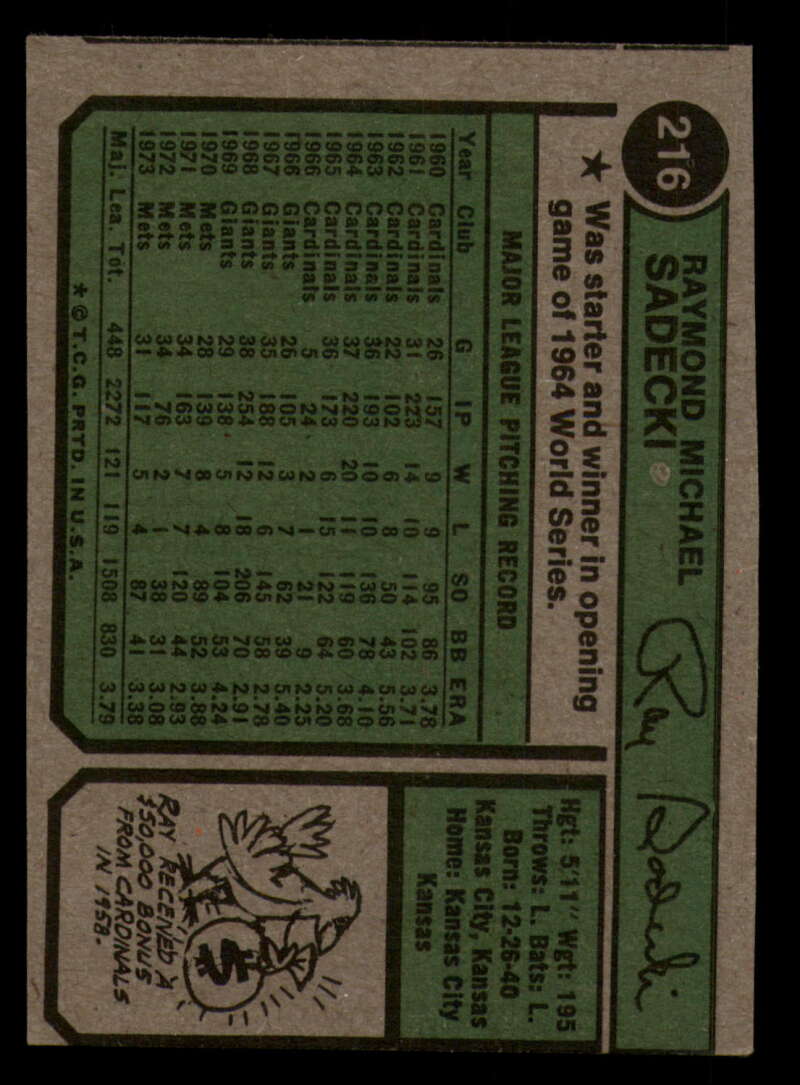 216
RAYMOND MICHAEL
SADECKI
Ray Sadecki
★ Was starter and winner in opening
game of 1964 World Series.
MAJOR LEAGUE PITCHING RECORD
Year Club G IP W L SO BB ERA
1960 Cardinals 26 157 9 9 95 86 3.78
1961 Cardinals 31 223 14 10 114 102 3.71
1962 Cardinals 22 102 6 8 50 43 5.56
1963 Cardinals 36 193 10 10 136 78 4.10
1964 Cardinals 37 220 20 11 119 60 3.68
1965 Cardinals 36 173 6 15 122 64 5.20
1966 Cardinals 5 24 2 1 21 9 2.25
1966 Giants 26 105 3 7 62 39 5.40
1967 Giants 35 188 12 6 145 58 2.78
1968 Giants 38 254 12 18 206 70 2.91
1969 Giants 29 138 5 8 104 53 4.24
1970 Mets 28 139 8 4 89 52 3.88
1971 Mets 34 163 7 7 120 44 2.93
1972 Mets 34 76 2 1 38 31 3.08
1973 Mets 31 117 5 4 87 41 3.38
Maj. Lea. Tot. 448 2272 121 119 1508 830 3.79
* © T.C.G. PRTD. IN U.S.A.
Hgt: 5'11" Wgt: 195
Throws: L. Bats: L.
Born: 12-26-40
Kansas City, Kansas
Home: Kansas City
Kansas
$
RAY RECEIVED A
$50,000 BONUS
FROM CARDINALS
IN 1958.